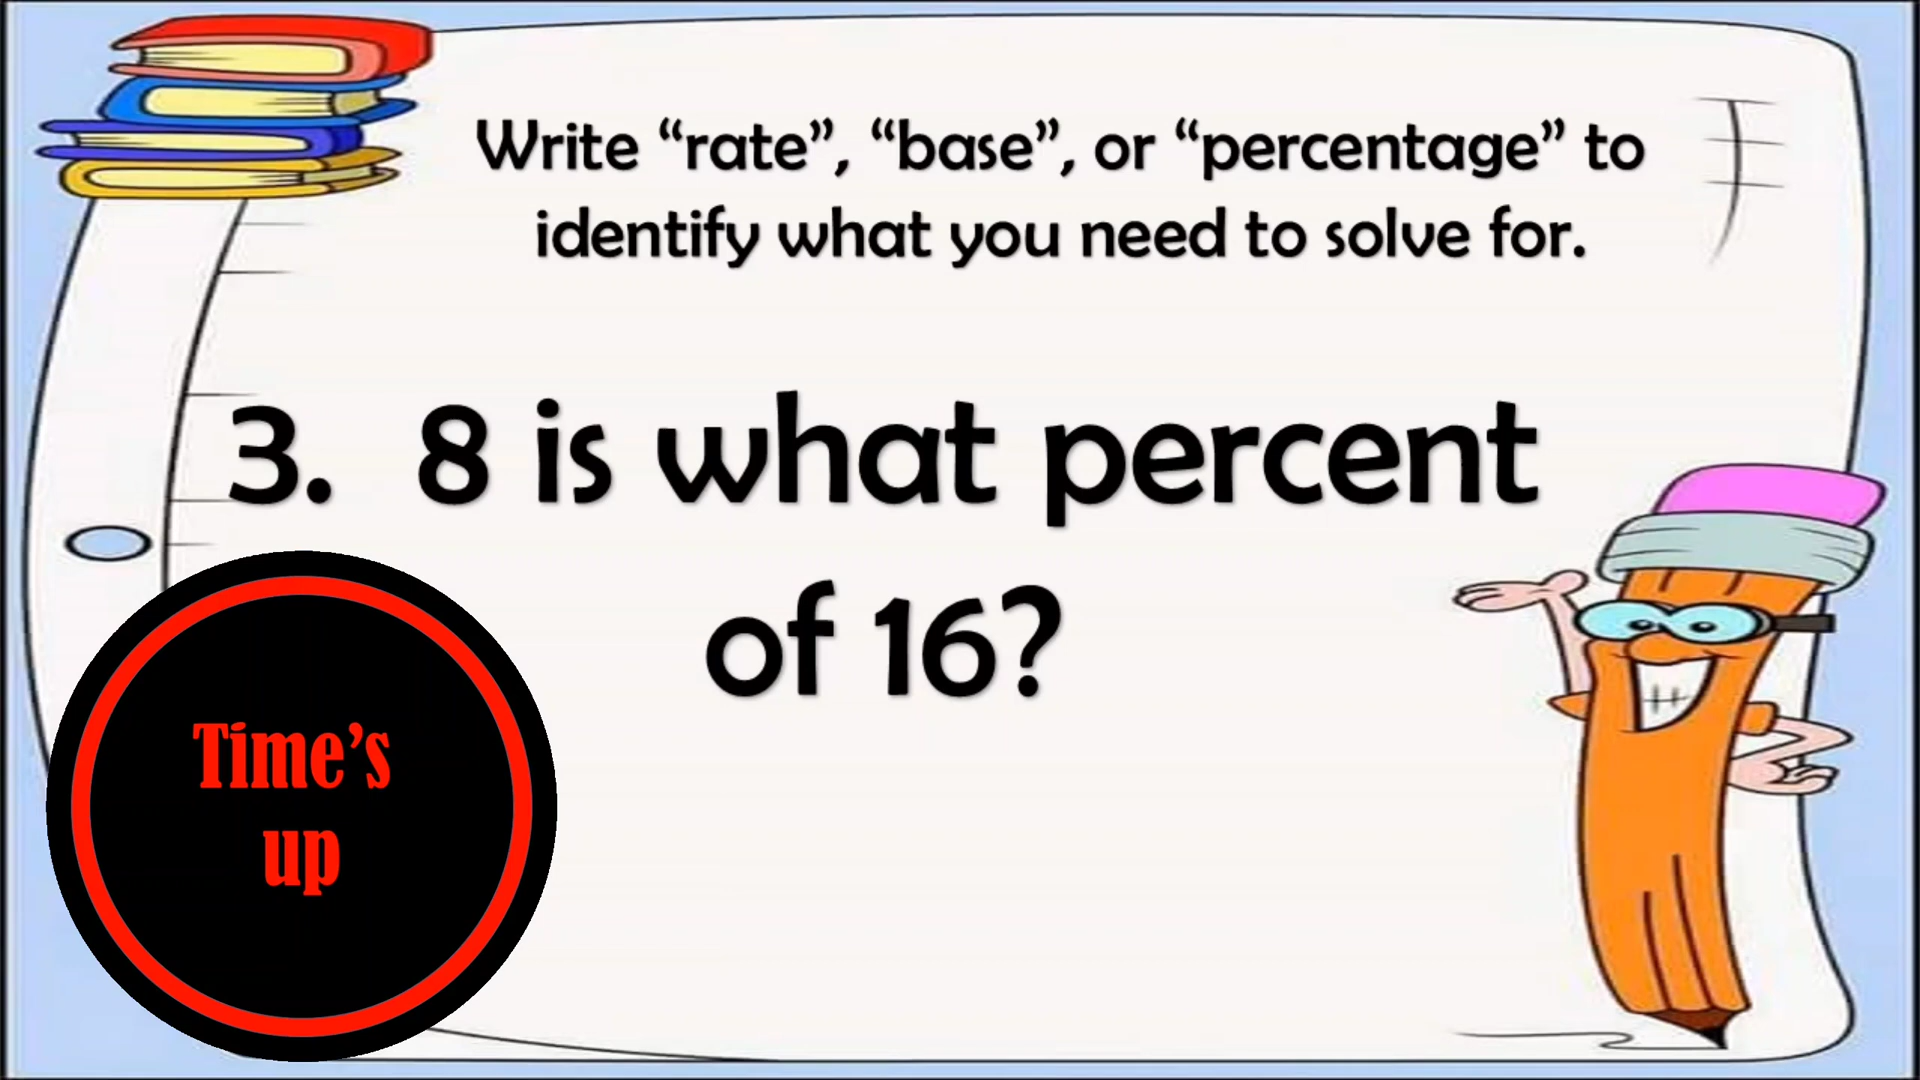 Write “rate”, “base”, or “percentage” to
identify what you need to solve for.
3. 8 is what percent
of 16?
Time’s
up